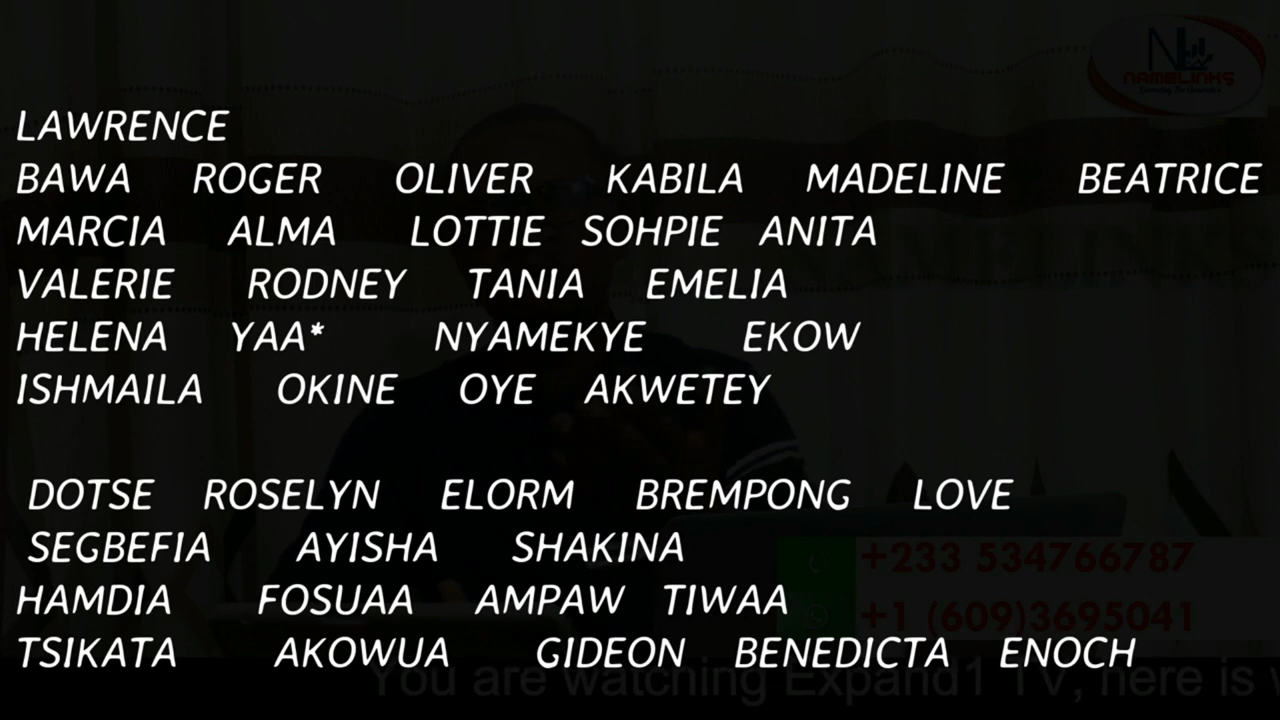 NL
NAMELINKS
LAWRENCE
BAWA ROGER OLIVER KABILA MADELINE BEATRICE
MARCIA ALMA LOTTIE SOHPIE ANITA
VALERIE RODNEY TANIA EMELIA
HELENA YAA* NYAMEKYE EKOW
ISHMAILA OKINE OYE AKWETEY
DOTSE ROSELYN ELORM BREMPONG LOVE
SEGBEFIA AYISHA SHAKINA
+233 534766787
HAMDIA FOSUAA AMPAW TIWAA
+1 (609)3695041
TSIKATA AKOWUA GIDEON BENEDICTA ENOCH
You are watching Expand1 TV, here is